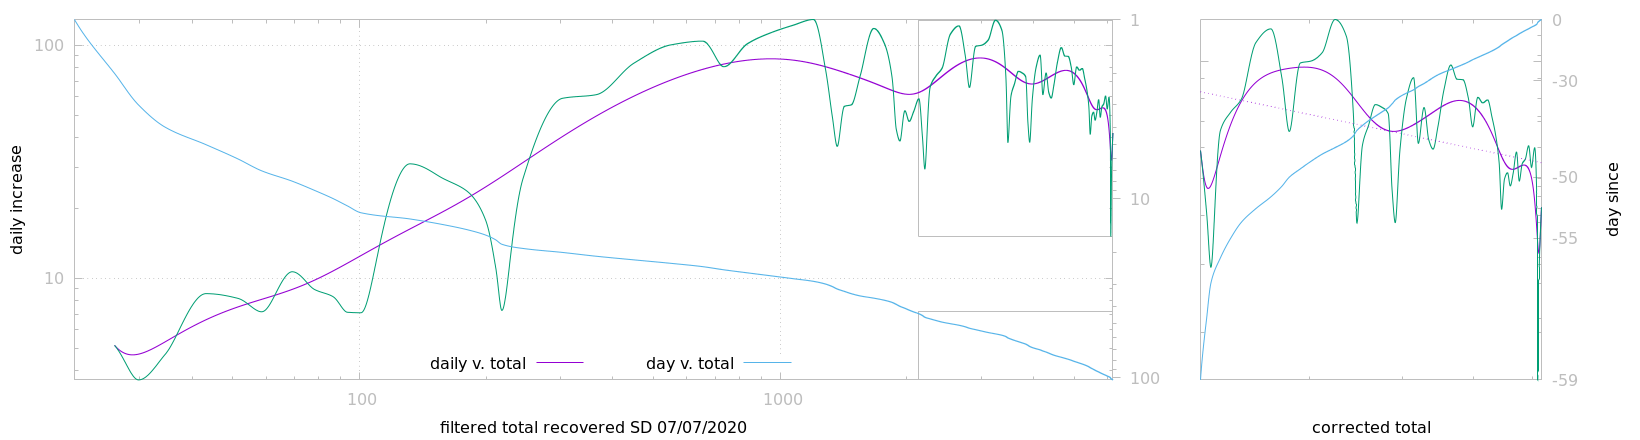 100
10
daily increase
100
1000
filtered total recovered SD 07/07/2020
daily v. total
day v. total
1
10
100
0
-30
-50
-55
-59
day since
corrected total